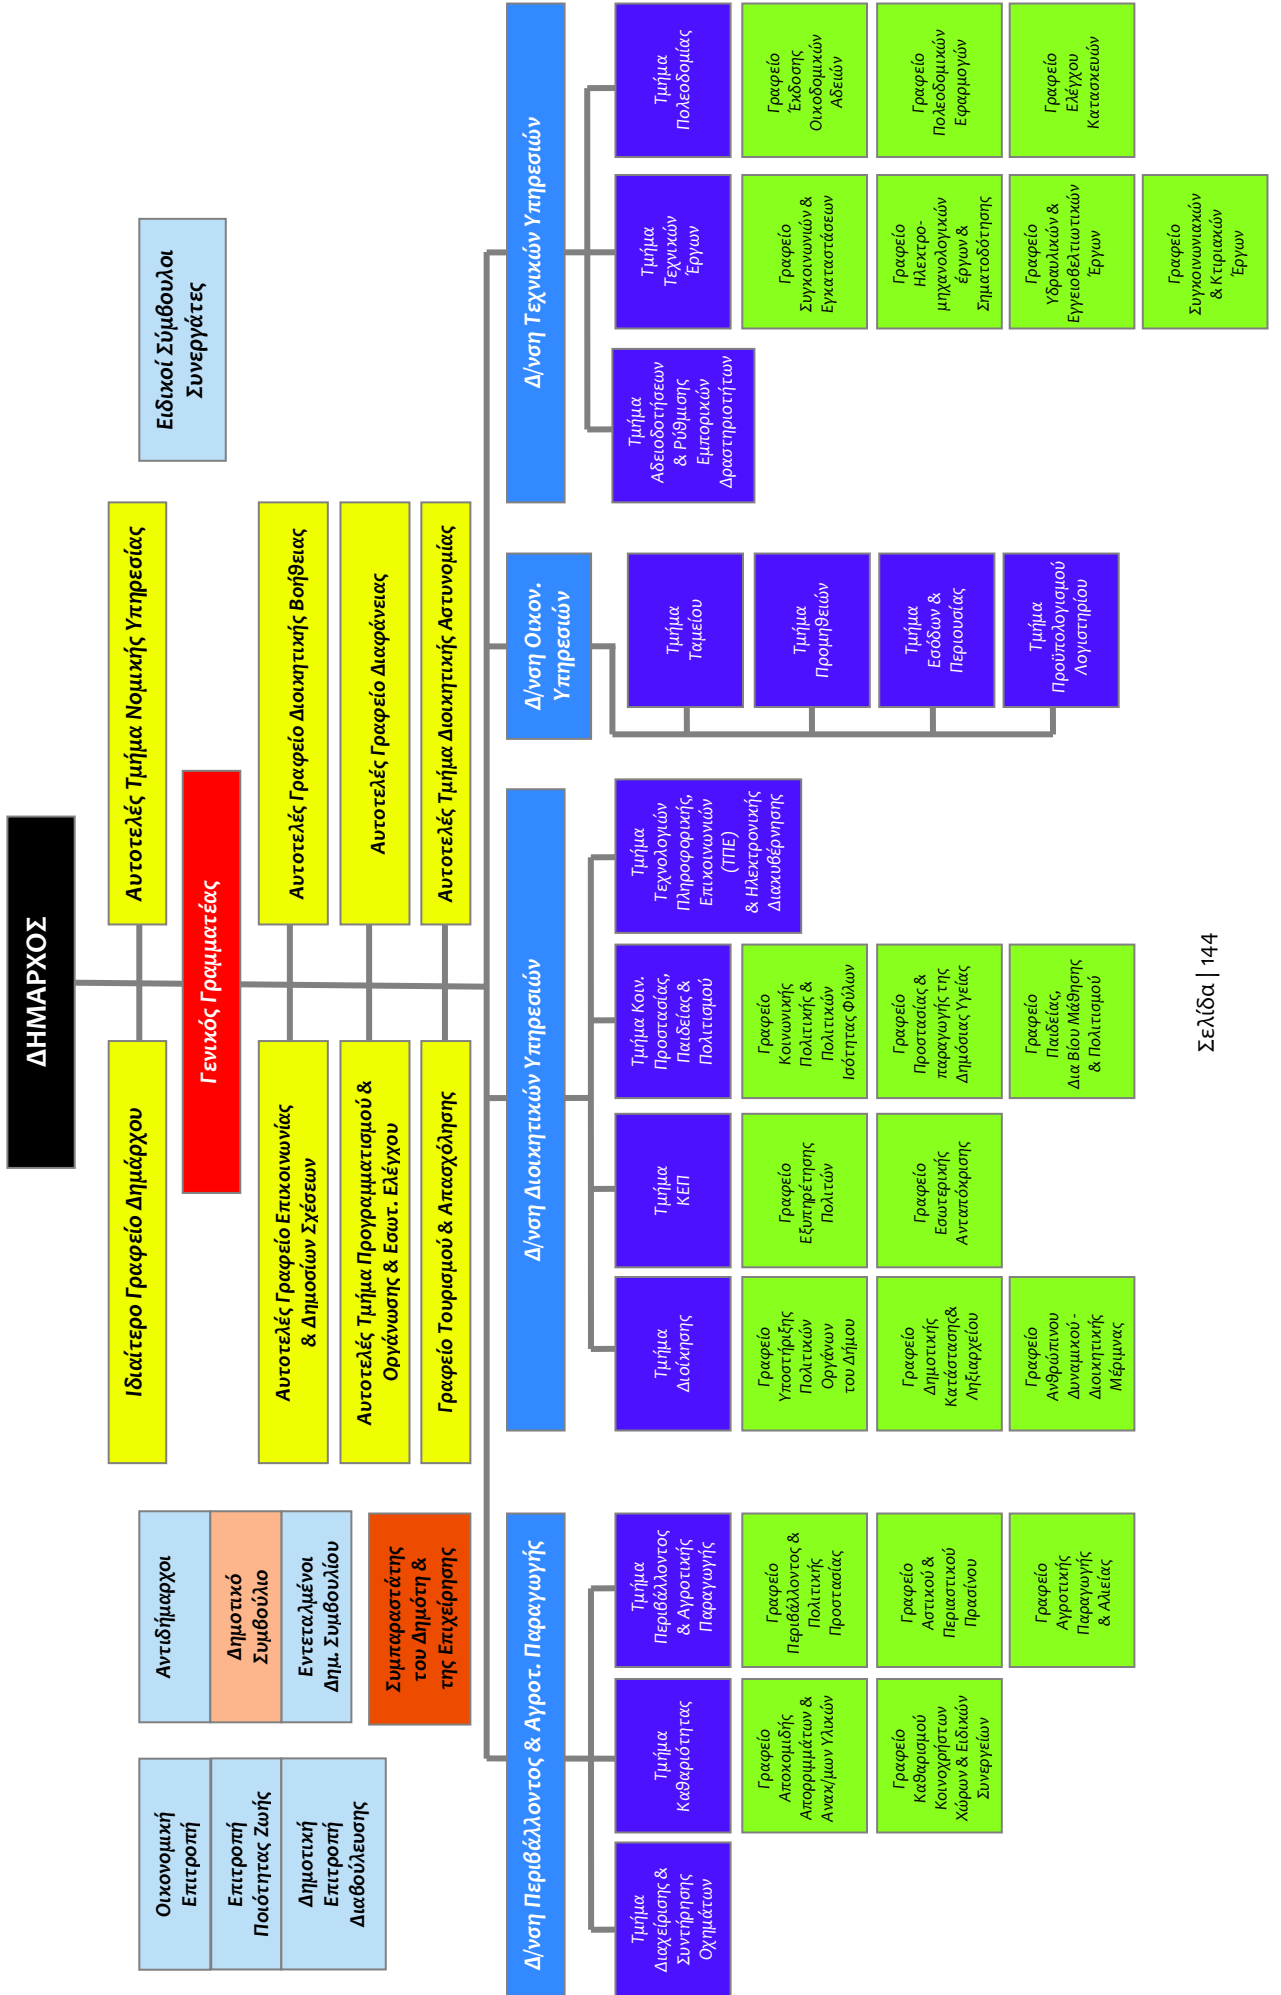 ΔΗΜΑΡΧΟΣ
Οικονομική
Επιτροπή
Επιτροπή
Ποιότητας Ζωής
Δημοτική
Επιτροπή
Διαβούλευσης
Αντιδήμαρχοι
Δημοτικό
Συμβούλιο
Εντεταλμένοι
Δημ. Συμβουλίου
Συμπαραστάτης
του Δημότη &
της Επιχείρησης
Ιδιαίτερο Γραφείο Δημάρχου
Αυτοτελές Τμήμα Νομικής Υπηρεσίας
Ειδικοί Σύμβουλοι
Συνεργάτες
Γενικός Γραμματέας
Αυτοτελές Γραφείο Επικοινωνίας
& Δημοσίων Σχέσεων
Αυτοτελές Γραφείο Διοικητικής Βοήθειας
Αυτοτελές Τμήμα Προγραμματισμού &
Οργάνωσης & Εσωτ. Ελέγχου
Αυτοτελές Γραφείο Διαφάνειας
Γραφείο Τουρισμού & Απασχόλησης
Αυτοτελές Τμήμα Διοικητικής Αστυνομίας
Δ/νση Περιβάλλοντος & Αγροτ. Παραγωγής
Τμήμα
Διαχείρισης &
Συντήρησης
Οχημάτων
Τμήμα
Καθαριότητας
Γραφείο
Αποκομιδής
Απορριμμάτων &
Ανακ/μων Υλικών
Γραφείο
Καθαρισμού
Κοινοχρήστων
Χώρων & Ειδικών
Συνεργείων
Τμήμα
Περιβάλλοντος
& Αγροτικής
Παραγωγής
Γραφείο
Περιβάλλοντος &
Πολιτικής
Προστασίας
Γραφείο
Αστικού &
Περιαστικού
Πρασίνου
Γραφείο
Αγροτικής
Παραγωγής
& Αλιείας
Δ/νση Διοικητικών Υπηρεσιών
Τμήμα
Διοίκησης
Γραφείο
Υποστήριξης
Πολιτικών
Οργάνων
του Δήμου
Γραφείο
Δημοτικής
Κατάστασης&
Ληξιαρχείου
Γραφείο
Ανθρώπινου
Δυναμικού -
Διοικητικής
Μέριμνας
Τμήμα
ΚΕΠ
Γραφείο
Εξυπηρέτησης
Πολιτών
Γραφείο
Εσωτερικής
Ανταπόκρισης
Τμήμα Κοιν.
Προστασίας,
Παιδείας &
Πολιτισμού
Γραφείο
Κοινωνικής
Πολιτικής &
Πολιτικών
Ισότητας Φύλων
Γραφείο
Προστασίας &
παραγωγής της
Δημόσιας Υγείας
Γραφείο
Παιδείας,
Δια Βίου Μάθησης
& Πολιτισμού
Τμήμα
Τεχνολογιών
Πληροφορικής,
Επικοινωνιών
(ΤΠΕ)
& Ηλεκτρονικής
Διακυβέρνησης
Δ/νση Οικον.
Υπηρεσιών
Τμήμα
Ταμείου
Τμήμα
Προμηθειών
Τμήμα
Εσόδων &
Περιουσίας
Τμήμα
Προϋπολογισμού
Λογιστηρίου
Δ/νση Τεχνικών Υπηρεσιών
Τμήμα
Αδειοδοτήσεων
& Ρύθμισης
Εμπορικών
Δραστηριοτήτων
Τμήμα
Τεχνικών
Έργων
Γραφείο
Συγκοινωνιών &
Εγκαταστάσεων
Γραφείο
Ηλεκτρο-
μηχανολογικών
έργων &
Σηματοδότησης
Γραφείο
Υδραυλικών &
Εγγειοβελτιωτικών
Έργων
Γραφείο
Συγκοινωνιακών
& Κτιριακών
Έργων
Τμήμα
Πολεοδομίας
Γραφείο
Έκδοσης
Οικοδομικών
Αδειών
Γραφείο
Πολεοδομικών
Εφαρμογών
Γραφείο
Ελέγχου
Κατασκευών
Σελίδα | 144